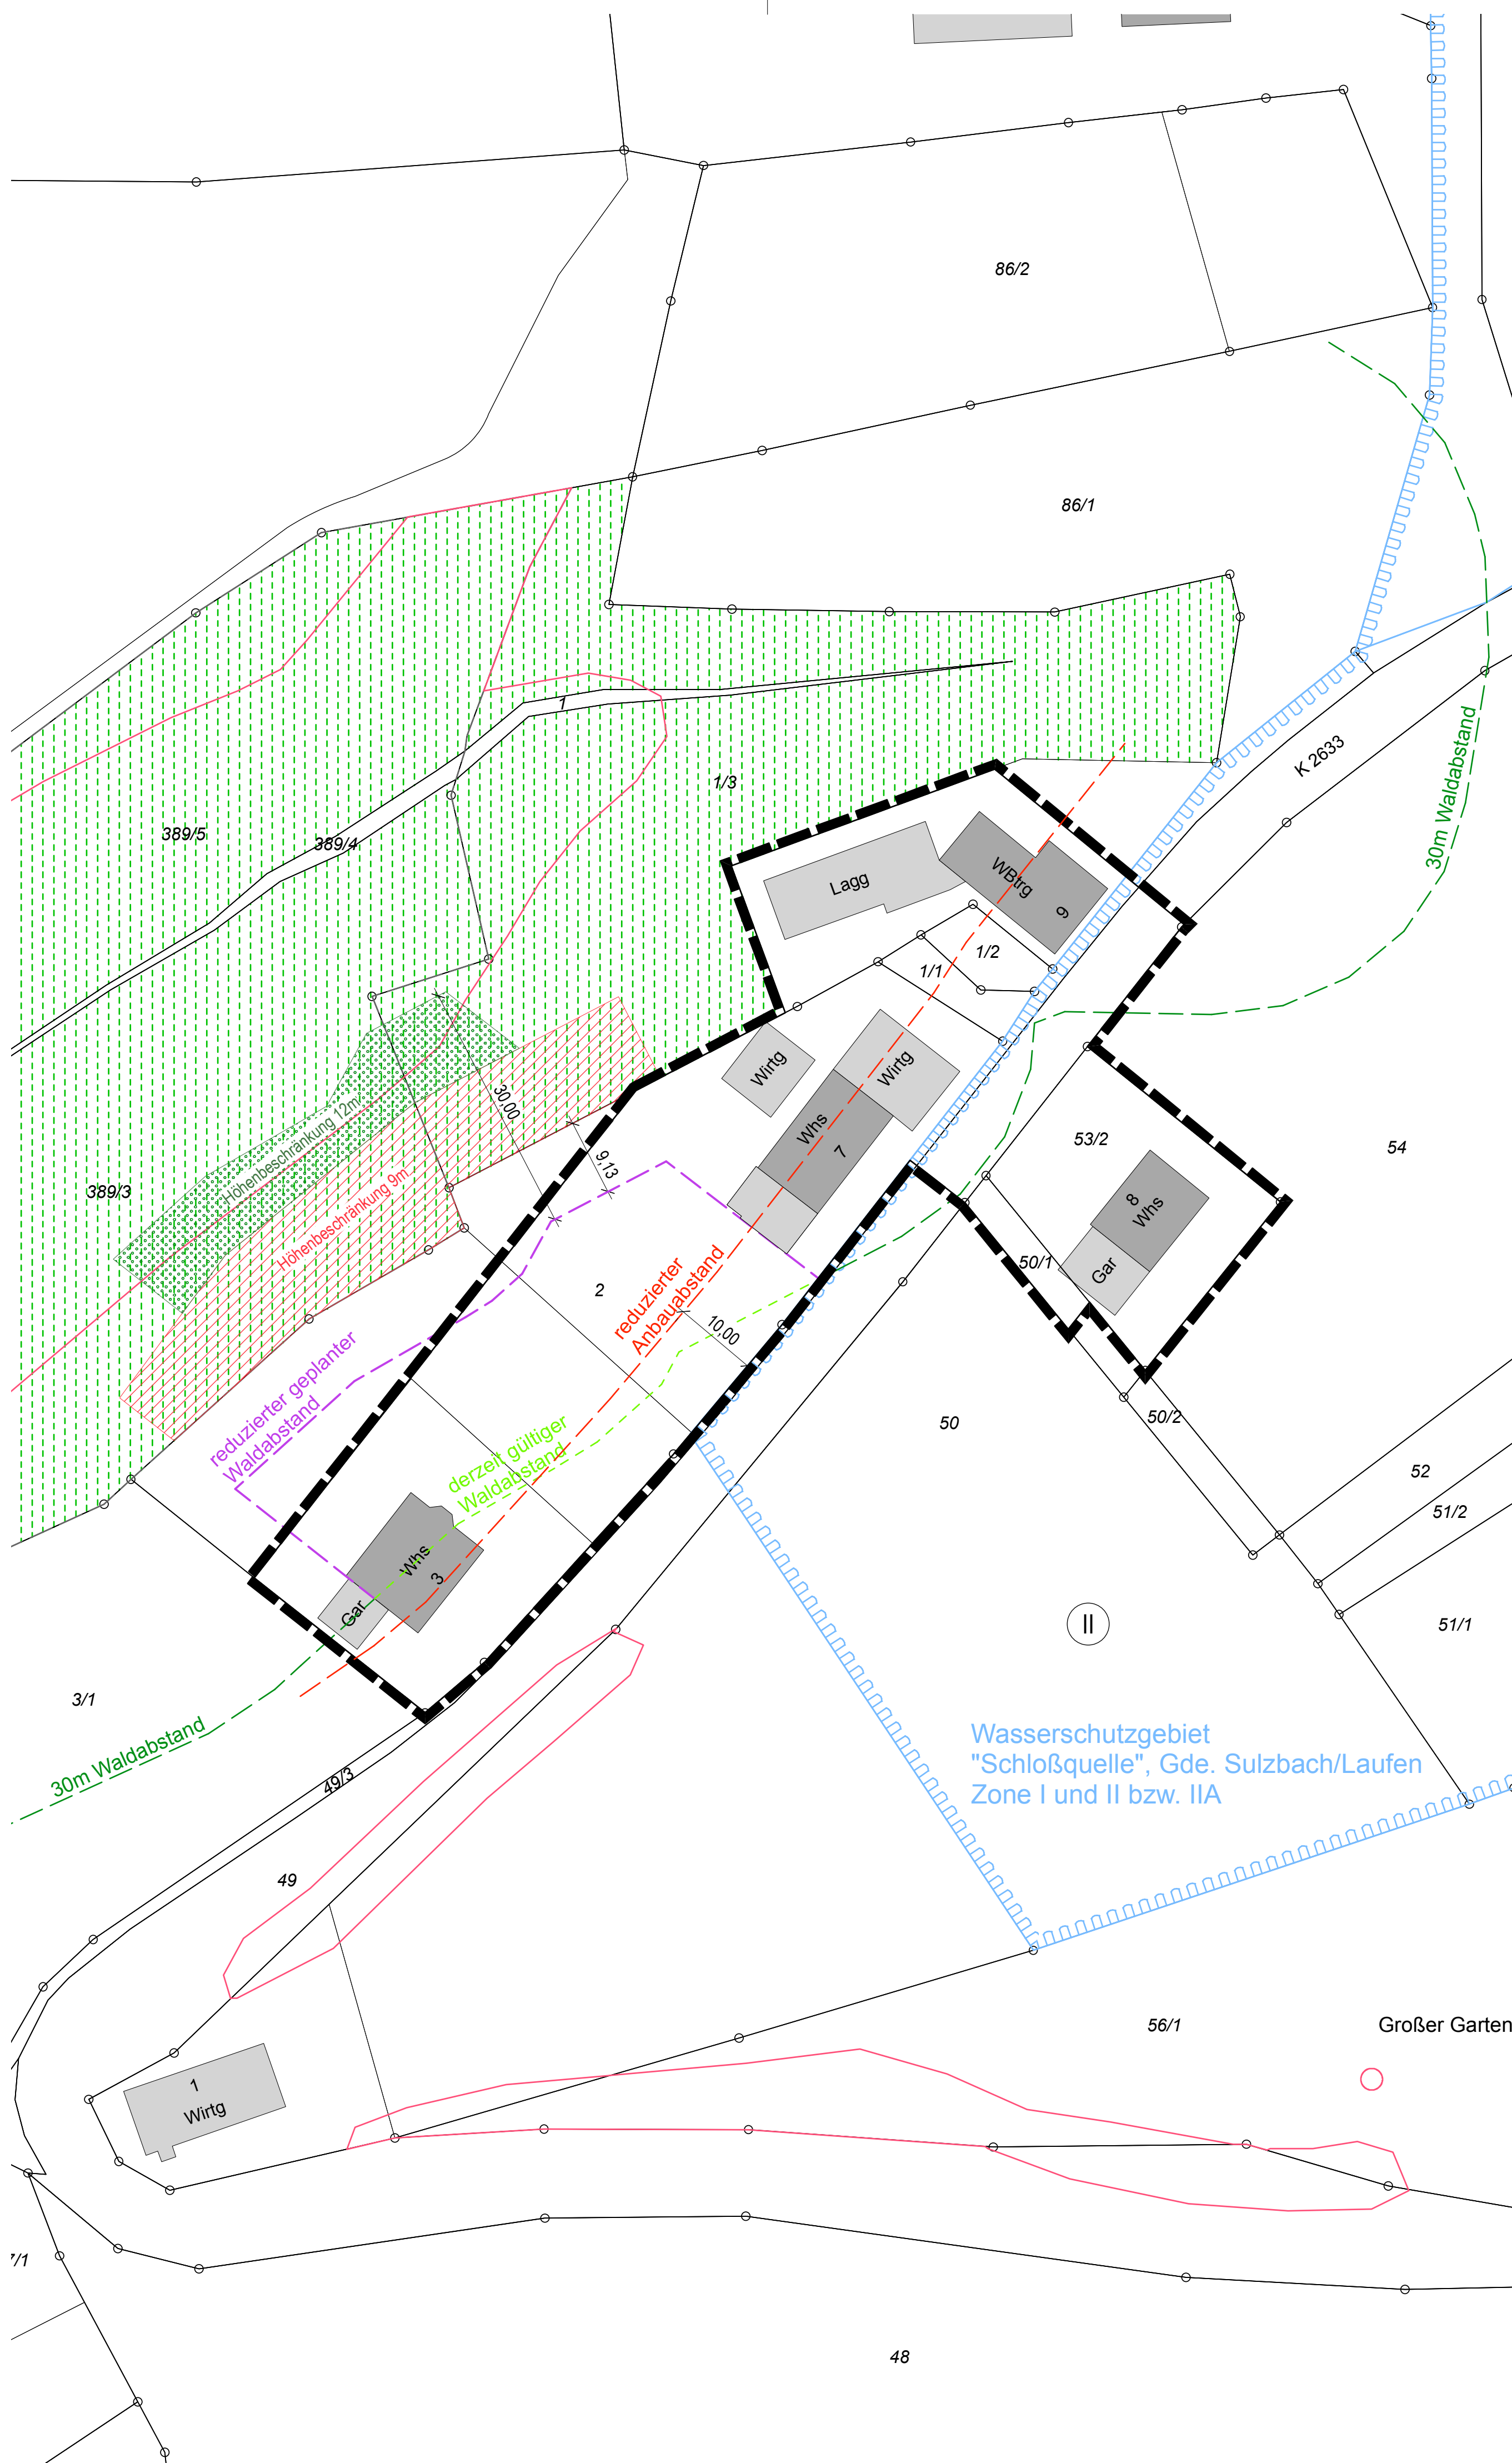 86/2
86/1
1
1/3
389/5
389/4
K 2633
30m Waldabstand
Lagg
WBtrg
9
1/2
1/1
Wirtg
Wirtg
30,00
Höhenbeschränkung 12m
Whs
7
53/2
54
9,13
389/3
Höhenbeschränkung 9m
8
Whs
Gar
50/1
2
reduzierter
Anbauabstand
10,00
reduzierter geplanter
Waldabstand
50
50/2
derzeit gültiger
Waldabstand
52
51/2
Whs
3
Gar
II
51/1
3/1
30m Waldabstand
Wasserschutzgebiet
"Schloßquelle", Gde. Sulzbach/Laufen
Zone I und II bzw. IIA
49/3
49
56/1
Großer Garten
1
Wirtg
7/1
48